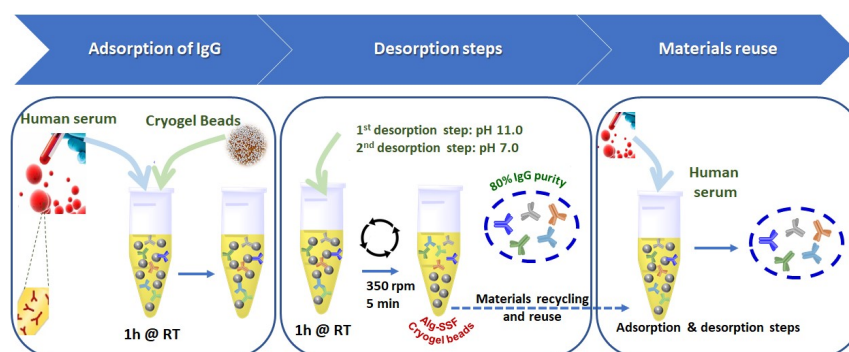 Adsorption of IgG
Desorption steps
Materials reuse
Human serum
Cryogel Beads
1h @ RT
1st desorption step: pH 11.0
2nd desorption step: pH 7.0
350 rpm
5 min
1h @ RT
80% IgG purity
Alg-SSF
Cryogel beads
Materials recycling
and reuse
Human
serum
Adsorption & desorption steps